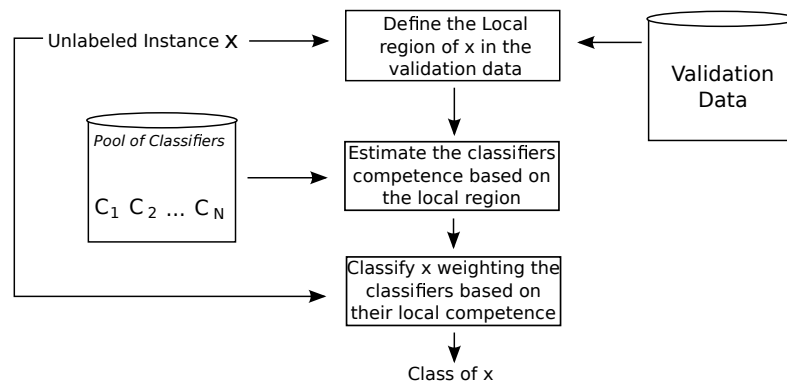 Unlabeled Instance x
Define the Local
region of x in the
validation data
Validation
Data
Pool of Classifiers
C1 C2 ... CN
Estimate the classifiers
competence based on
the local region
Classify x weighting the
classifiers based on
their local competence
Class of x